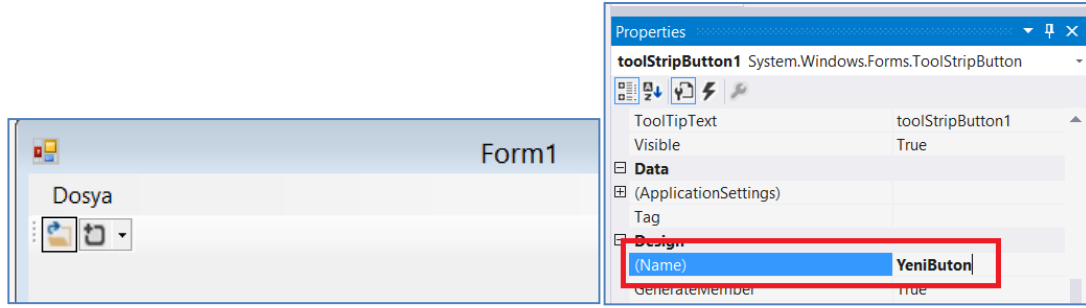 Form1
Dosya
Properties
toolStripButton1 System.Windows.Forms.ToolStripButton
ToolTipText toolStripButton1
Visible True
Data
(ApplicationSettings)
Tag
Design
(Name) YeniButon
GenerateMember True